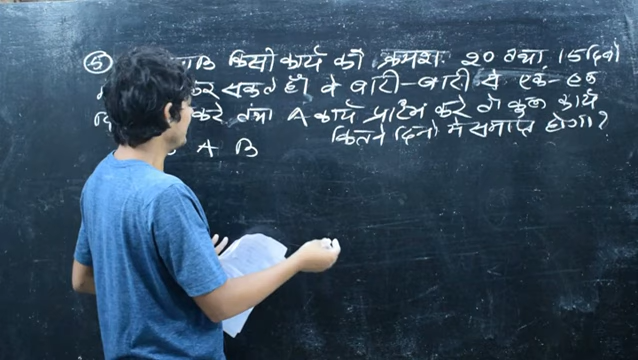 ⑤ B किसी कार्य को क्रमशः 20 तथा 15 दिनो
कर सकते हैं। वे बारी-बारी से एक-एक
करे तथा A कार्य प्रारंभ करे तो कुल कार्य
कितने दिनो में समाप्त होगा?
A B